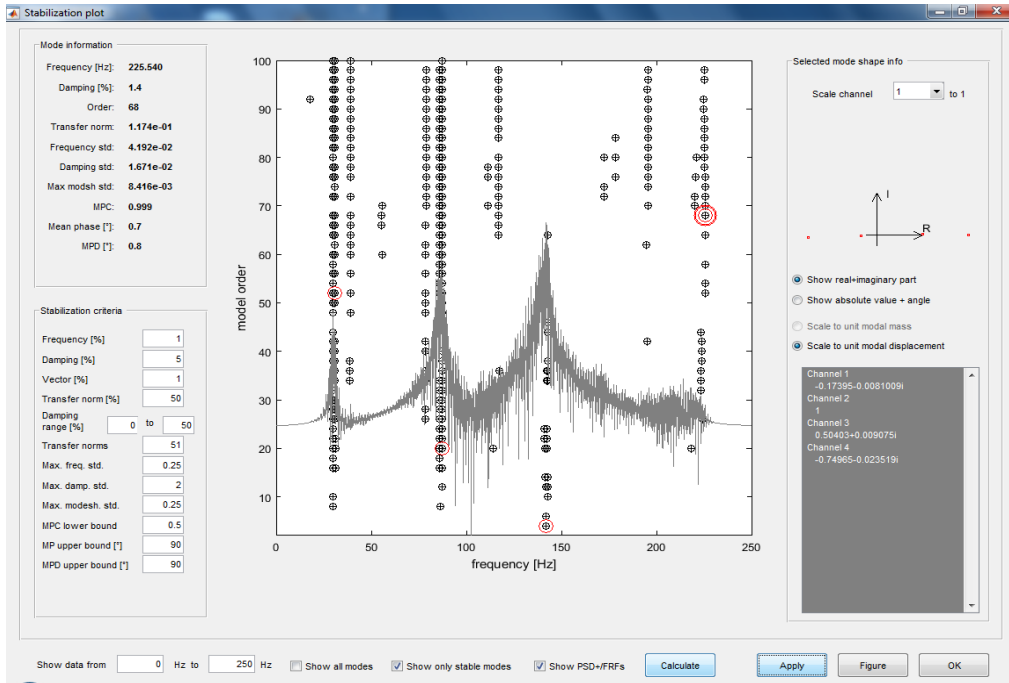 Stabilization plot
Mode information
Frequency [Hz]: 225.540
Damping [%]: 1.4
Order: 68
Transfer norm: 1.174e-01
Frequency std: 4.192e-02
Damping std: 1.671e-02
Max modsh std: 8.416e-03
MPC: 0.999
Mean phase [°]: 0.7
MPD [°]: 0.8
Stabilization criteria
Frequency [%] 1
Damping [%] 5
Vector [%] 1
Transfer norm [%] 50
Damping range [%] 0 to 50
Transfer norms 51
Max. freq. std. 0.25
Max. damp. std. 2
Max. modesh. std. 0.25
MPC lower bound 0.5
MP upper bound [°] 90
MPD upper bound [°] 90
100
90
80
70
60
50
40
30
20
10
model order
0 50 100 150 200 250
frequency [Hz]
Selected mode shape info
Scale channel 1 to 1
I
R
Show real+imaginary part
Show absolute value + angle
Scale to unit modal mass
Scale to unit modal displacement
Channel 1
-0.17395-0.0081009i
Channel 2
1
Channel 3
0.50403+0.009075i
Channel 4
-0.74965-0.023519i
Show data from 0 Hz to 250 Hz Show all modes Show only stable modes Show PSD+/FRFs Calculate Apply Figure OK